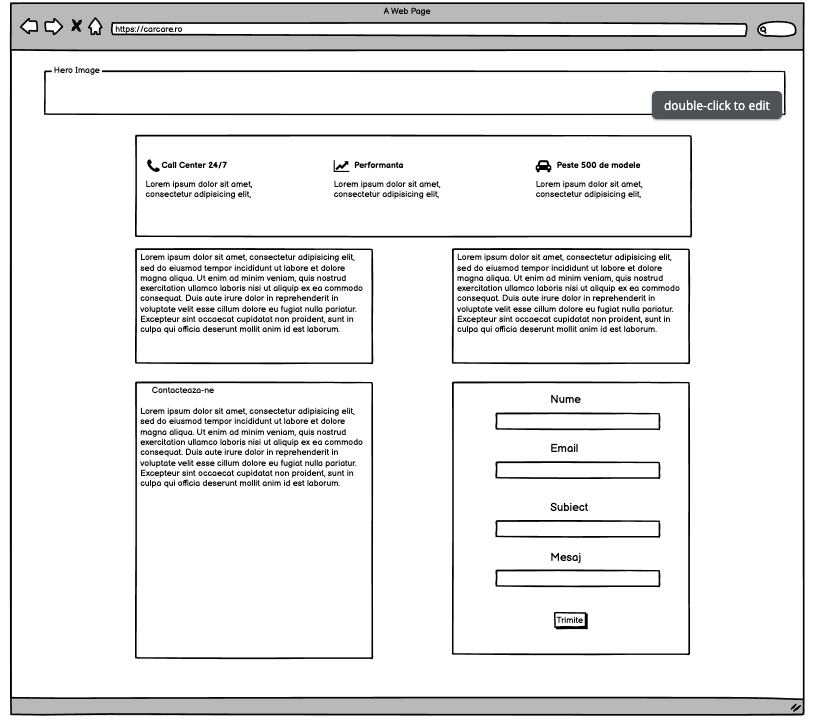 A Web Page
https://carcare.ro
Hero Image
double-click to edit
Call Center 24/7
Lorem ipsum dolor sit amet,
consectetur adipisicing elit,
Performanta
Lorem ipsum dolor sit amet,
consectetur adipisicing elit,
Peste 500 de modele
Lorem ipsum dolor sit amet,
consectetur adipisicing elit,
Lorem ipsum dolor sit amet, consectetur adipisicing elit,
sed do eiusmod tempor incididunt ut labore et dolore
magna aliqua. Ut enim ad minim veniam, quis nostrud
exercitation ullamco laboris nisi ut aliquip ex ea commodo
consequat. Duis aute irure dolor in reprehenderit in
voluptate velit esse cillum dolore eu fugiat nulla pariatur.
Excepteur sint occaecat cupidatat non proident, sunt in
culpa qui officia deserunt mollit anim id est laborum.
Lorem ipsum dolor sit amet, consectetur adipisicing elit,
sed do eiusmod tempor incididunt ut labore et dolore
magna aliqua. Ut enim ad minim veniam, quis nostrud
exercitation ullamco laboris nisi ut aliquip ex ea commodo
consequat. Duis aute irure dolor in reprehenderit in
voluptate velit esse cillum dolore eu fugiat nulla pariatur.
Excepteur sint occaecat cupidatat non proident, sunt in
culpa qui officia deserunt mollit anim id est laborum.
Contacteaza-ne
Lorem ipsum dolor sit amet, consectetur adipisicing elit,
sed do eiusmod tempor incididunt ut labore et dolore
magna aliqua. Ut enim ad minim veniam, quis nostrud
exercitation ullamco laboris nisi ut aliquip ex ea commodo
consequat. Duis aute irure dolor in reprehenderit in
voluptate velit esse cillum dolore eu fugiat nulla pariatur.
Excepteur sint occaecat cupidatat non proident, sunt in
culpa qui officia deserunt mollit anim id est laborum.
Nume
Email
Subiect
Mesaj
Trimite